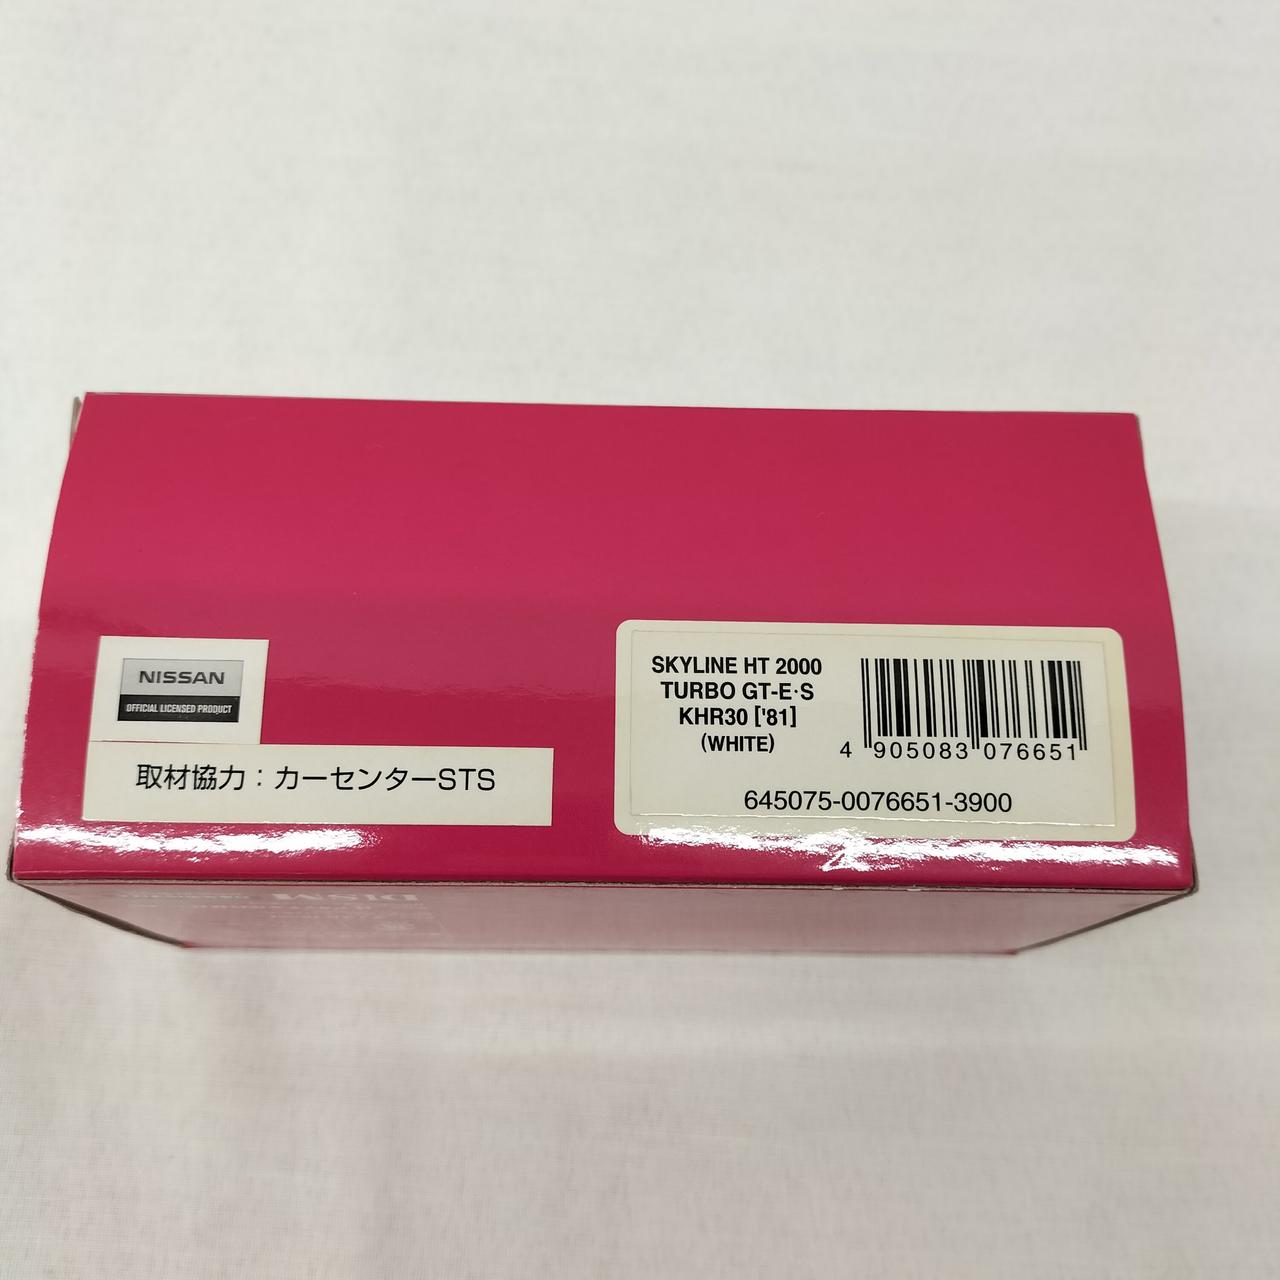 NISSAN
OFFICIAL LICENSED PRODUCT
取材協力：カーセンターSTS
SKYLINE HT 2000
TURBO GT-E·S
KHR30 ['81]
(WHITE)
4 905083 076651
645075-0076651-3900
DISM